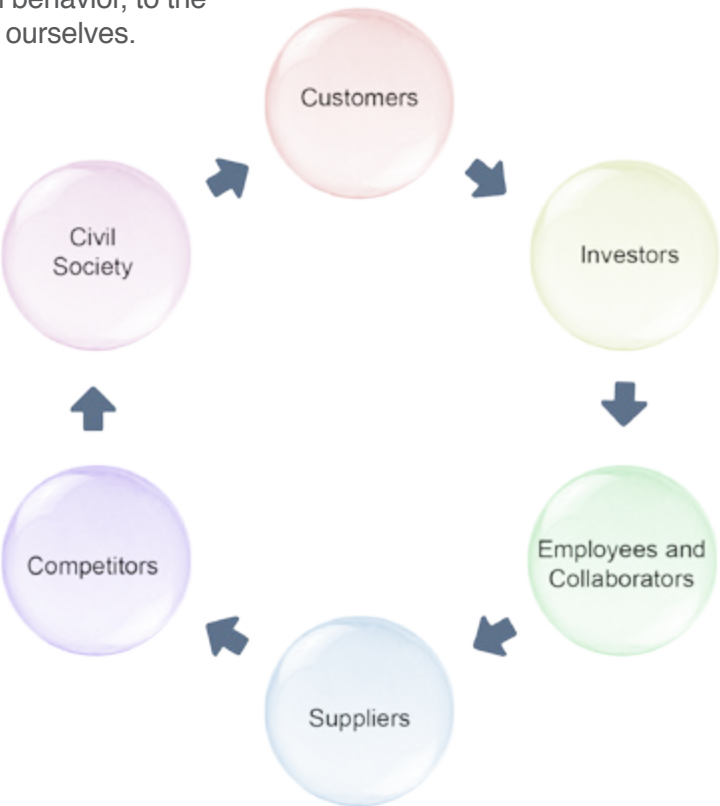 behavior, to the
ourselves.
Customers
Investors
Employees and
Collaborators
Suppliers
Competitors
Civil
Society